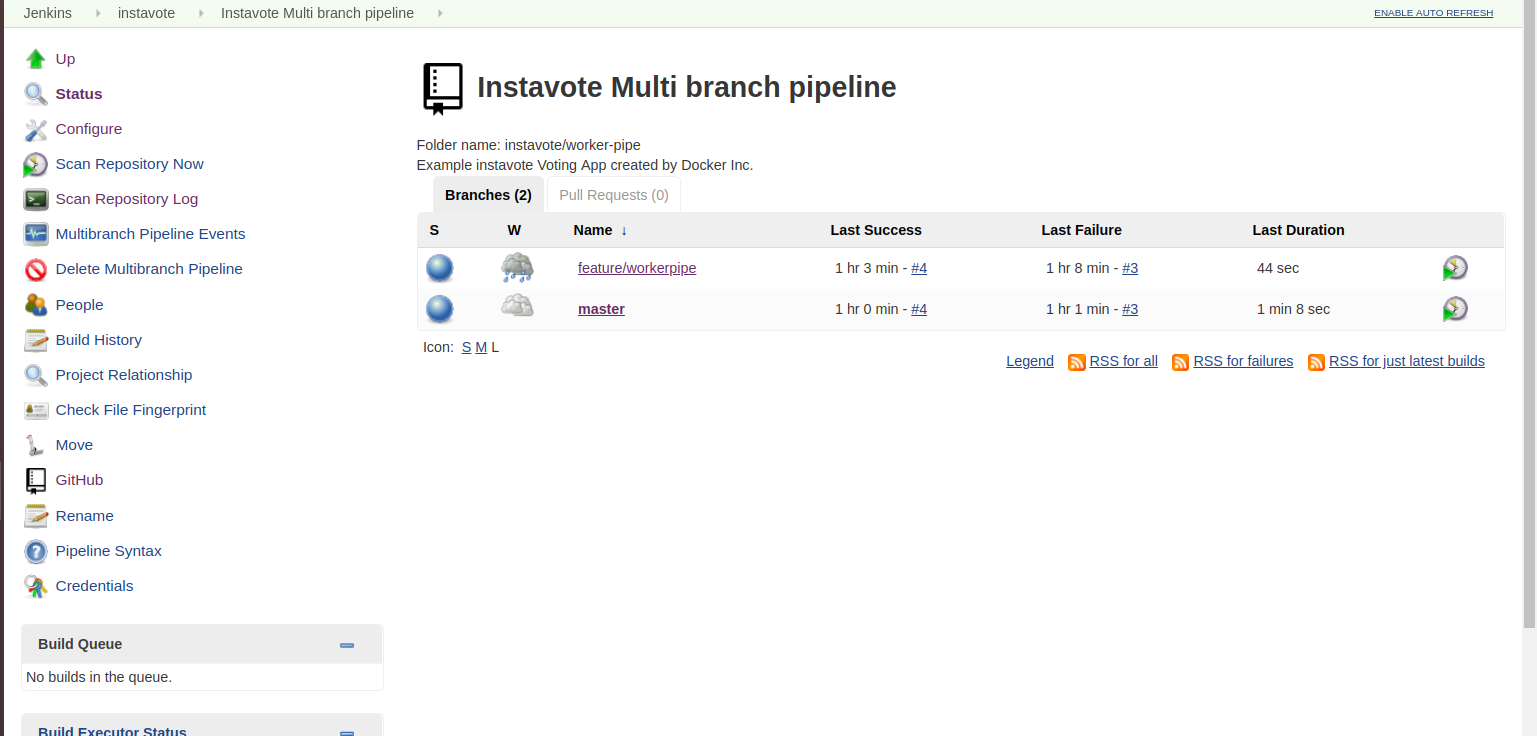 Jenkins instavote Instavote Multi branch pipeline ENABLE AUTO REFRESH
Up
Status
Configure
Scan Repository Now
Scan Repository Log
Multibranch Pipeline Events
Delete Multibranch Pipeline
People
Build History
Project Relationship
Check File Fingerprint
Move
GitHub
Rename
Pipeline Syntax
Credentials
Build Queue
No builds in the queue.
Build Executor Status
Instavote Multi branch pipeline
Folder name: instavote/worker-pipe
Example instavote Voting App created by Docker Inc.
Branches (2) Pull Requests (0)
S W Name ↓ Last Success Last Failure Last Duration
feature/workerpipe 1 hr 3 min - #4 1 hr 8 min - #3 44 sec
master 1 hr 0 min - #4 1 hr 1 min - #3 1 min 8 sec
Icon: S M L
Legend RSS for all RSS for failures RSS for just latest builds